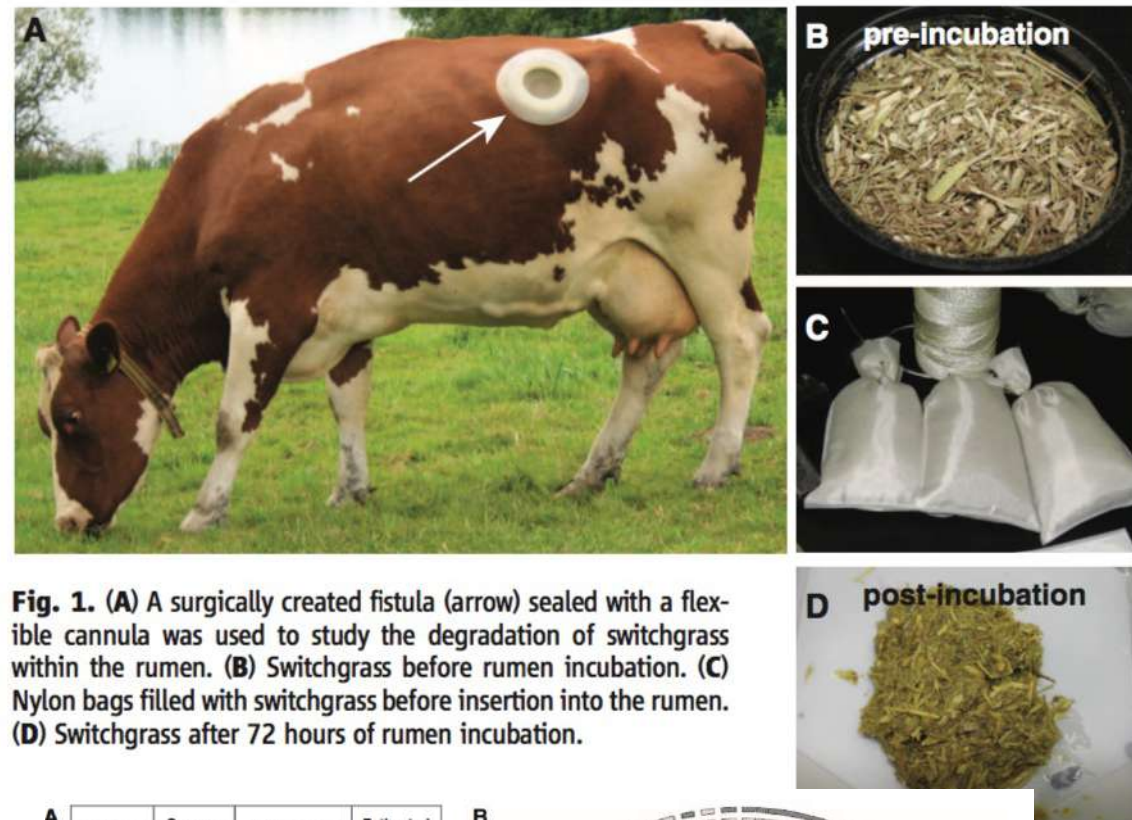 A
B pre-incubation
C
D post-incubation
Fig. 1. (A) A surgically created fistula (arrow) sealed with a flex-
ible cannula was used to study the degradation of switchgrass
within the rumen. (B) Switchgrass before rumen incubation. (C)
Nylon bags filled with switchgrass before insertion into the rumen.
(D) Switchgrass after 72 hours of rumen incubation.
A
B